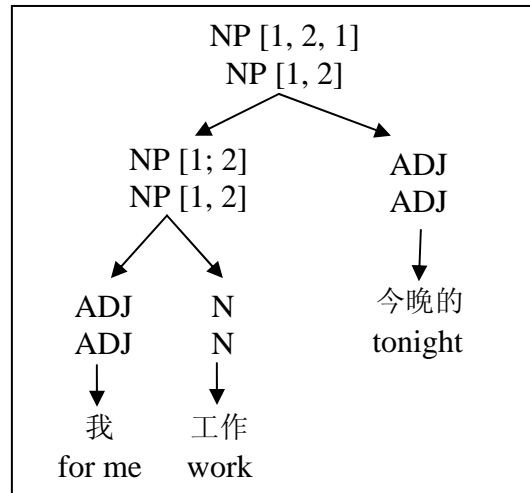 NP [1, 2, 1]
NP [1, 2]
NP [1; 2]
NP [1, 2]
ADJ
ADJ
ADJ
ADJ
N
N
今晚的
tonight
我
for me
工作
work